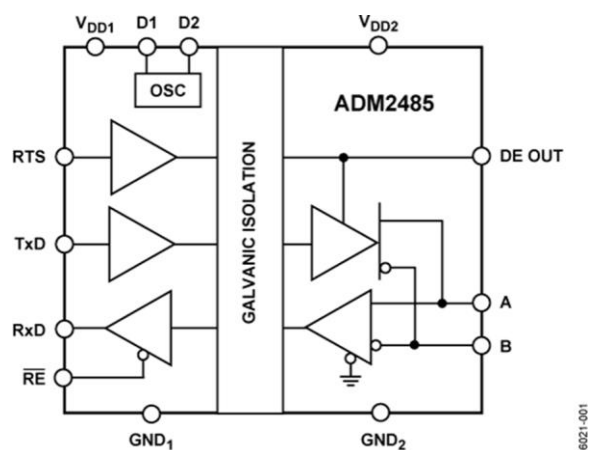 VDD1 D1 D2 VDD2
OSC
ADM2485
RTS
DE OUT
GALVANIC ISOLATION
TxD
A
RxD
B
RE
GND1
GND2
6021-001